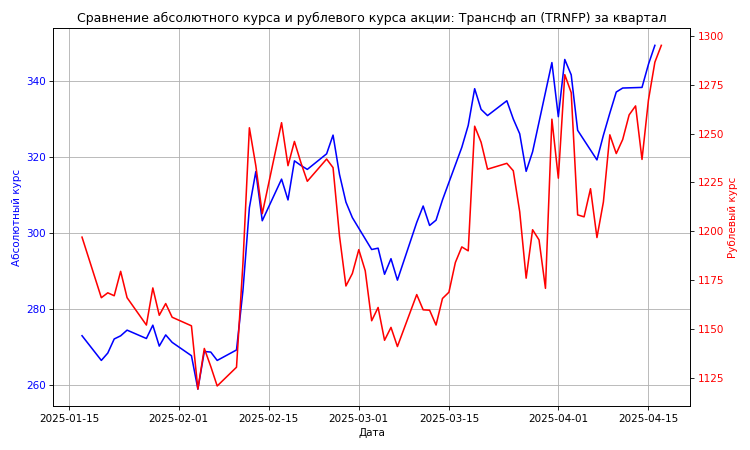 Сравнение абсолютного курса и рублевого курса акции: Транснф ап (TRNFP) за квартал
1300
340
1275
1250
320
1225
Абсолютный курс
Рублевый курс
300
1200
1175
280
1150
260
1125
2025-01-15 2025-02-01 2025-02-15 2025-03-01 2025-03-15 2025-04-01 2025-04-15
Дата